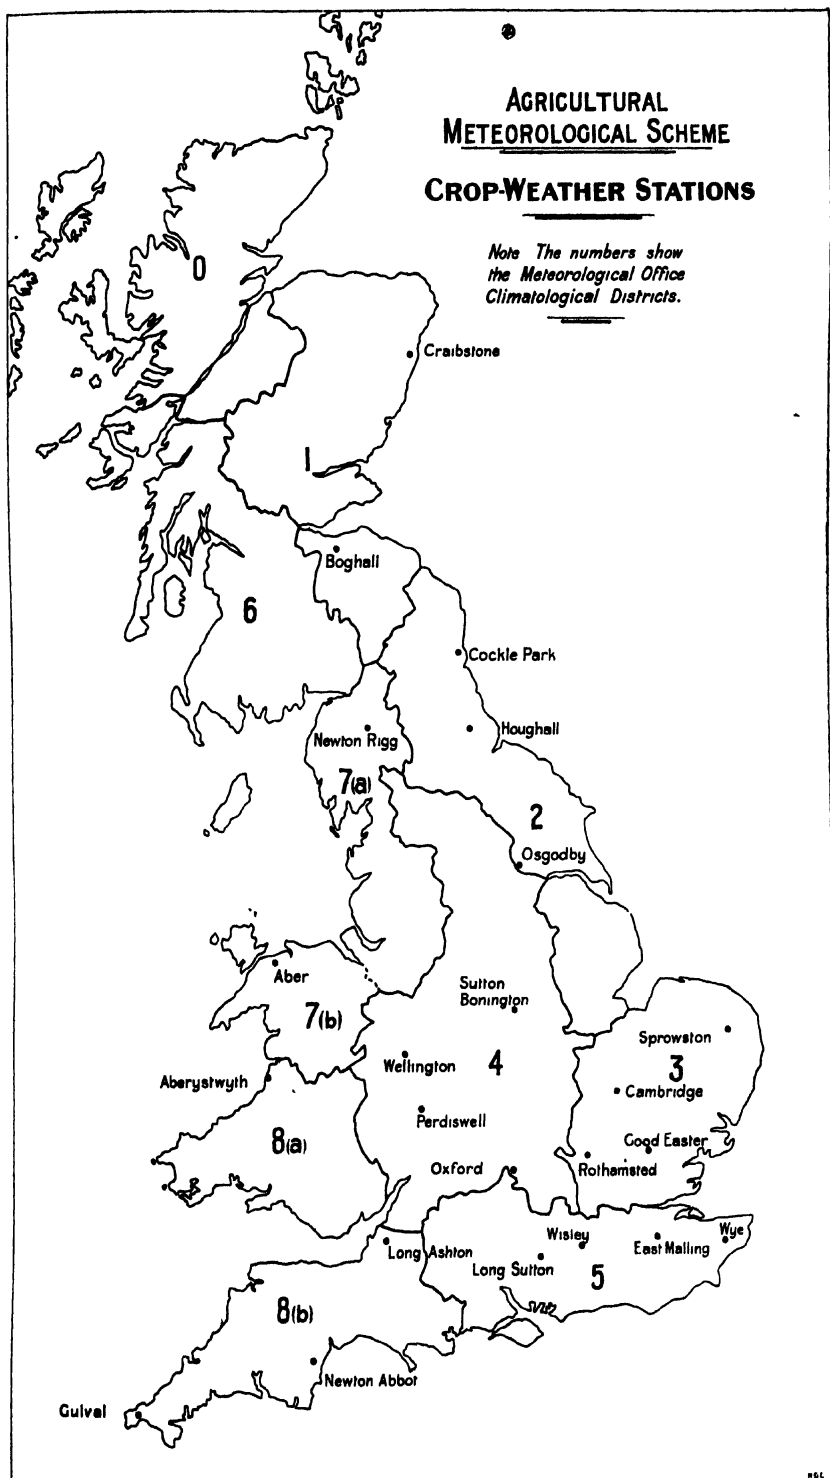 AGRICULTURAL
METEOROLOGICAL SCHEME
CROP-WEATHER STATIONS
Note The numbers show
the Meteorological Office
Climatological Districts.
0
Craibstone
1
Boghall
6
Cockle Park
Houghall
Newton Rigg
7(a)
2
Osgodby
Aber
Sutton
Bonington
7(b)
Sprowston
Wellington
4
3
Aberystwyth
Cambridge
Perdiswell
8(a)
Good Easter
Oxford
Rothamsted
Wisley
Wye
Long Ashton
East Malling
Long Sutton
5
8(b)
Newton Abbot
Gulval